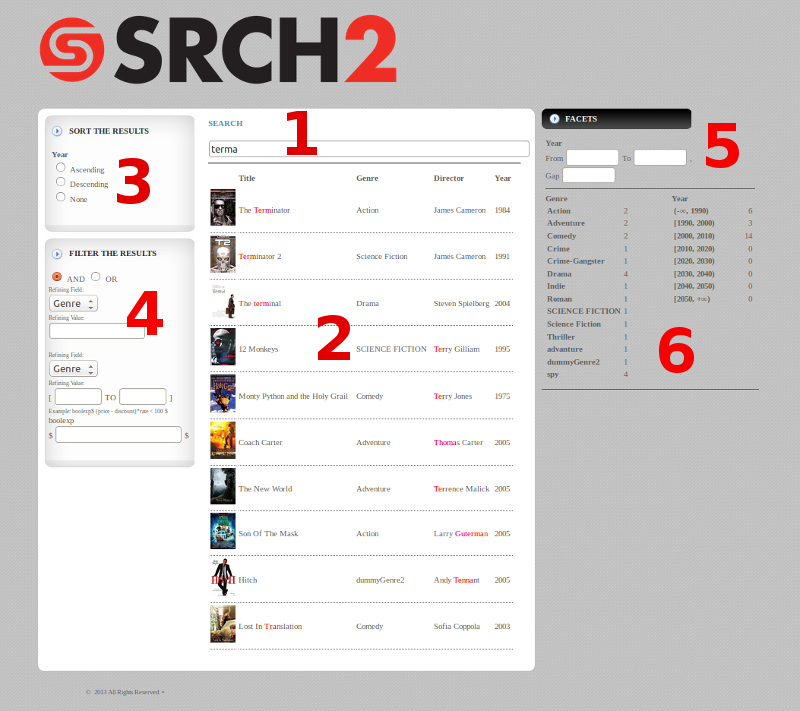 SRCH2
SORT THE RESULTS
Year
Ascending
Descending
None
3
FILTER THE RESULTS
AND OR
Refining Field:
Genre
Refining Value:
4
Refining Field:
Genre
Refining Value:
[ TO ]
Example: boolexp$ (price - discount)*rate < 100 $
boolexp
$ $
SEARCH
1
terma
Title Genre Director Year
The Terminator Action James Cameron 1984
T2
Terminator 2 Science Fiction James Cameron 1991
The terminal Drama Steven Spielberg 2004
2
12 Monkeys SCIENCE FICTION Terry Gilliam 1995
Monty Python and the Holy Grail Comedy Terry Jones 1975
Coach Carter Adventure Thomas Carter 2005
The New World Adventure Terrence Malick 2005
Son Of The Mask Action Larry Guterman 2005
Hitch dummyGenre2 Andy Tennant 2005
Lost In Translation Comedy Sofia Coppola 2003
FACETS
5
Year
From To .
Gap
Genre Year
Action 2 (-∞, 1990) 6
Adventure 2 [1990, 2000) 3
Comedy 2 [2000, 2010) 14
Crime 1 [2010, 2020) 0
Crime-Gangster 1 [2020, 2030) 0
Drama 4 [2030, 2040) 0
Indie 1 [2040, 2050) 0
Roman 1 [2050, +∞) 0
SCIENCE FICTION 1
Science Fiction 1
Thriller 1
advanture 1
dummyGenre2 1
spy 4
6
© 2013 All Rights Reserved •